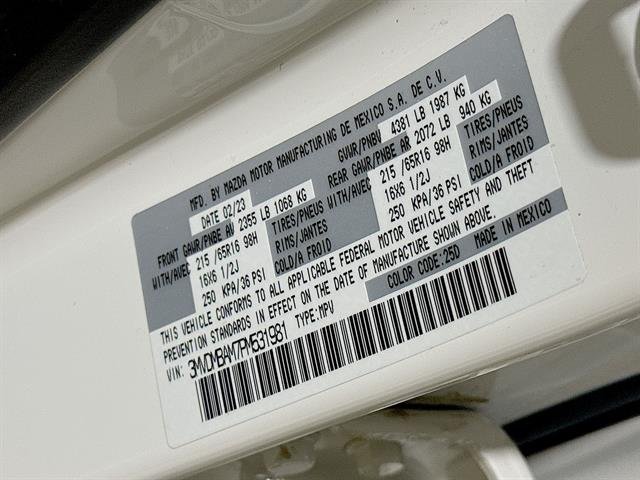 MFD. BY MAZDA MOTOR MANUFACTURING DE MEXICO S.A. DE C.V.
DATE 02/23 GVWR/PNBV 4381 LB 1987 KG
FRONT GAWR/PNBE AV 2355 LB 1068 KG REAR GAWR/PNBE AR 2072 LB 940 KG
WITH/AVEC 215 /65R16 98H TIRES/PNEUS WITH/AVEC 215 /65R16 98H TIRES/PNEUS
16X6 1/2J RIMS/JANTES 16X6 1/2J RIMS/JANTES
250 KPA/36 PSI COLD/A FROID 250 KPA/36 PSI COLD/A FROID
THIS VEHICLE CONFORMS TO ALL APPLICABLE FEDERAL MOTOR VEHICLE SAFETY AND THEFT
PREVENTION STANDARDS IN EFFECT ON THE DATE OF MANUFACTURE SHOWN ABOVE.
VIN: 3MVDMBAM7PM531981 TYPE:MPV COLOR CODE:25D MADE IN MEXICO